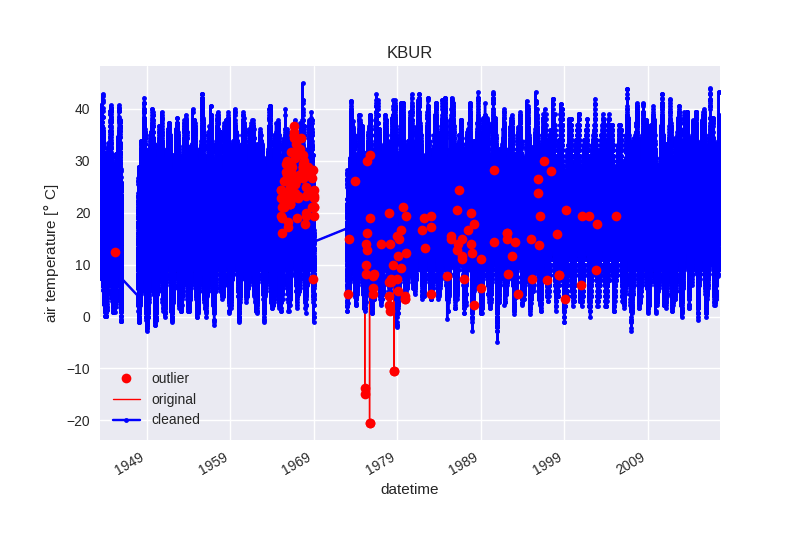 KBUR
40
30
20
10
0
−10
−20
air temperature [° C]
outlier
original
cleaned
1949 1959 1969 1979 1989 1999 2009
datetime